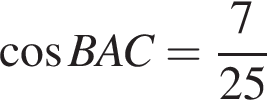 cos BAC = 7/25